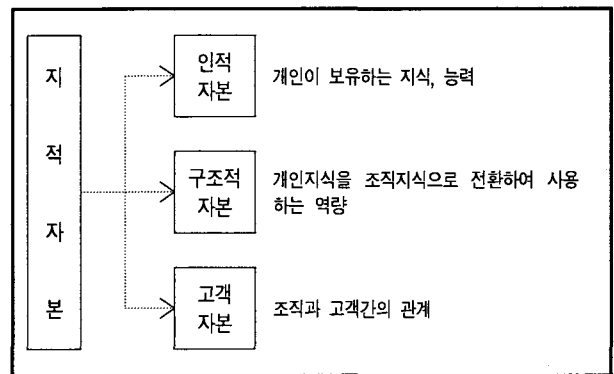 지
적
자
본
인적
자본
개인이 보유하는 지식, 능력
구조적
자본
개인지식을 조직지식으로 전환하여 사용
하는 역량
고객
자본
조직과 고객간의 관계